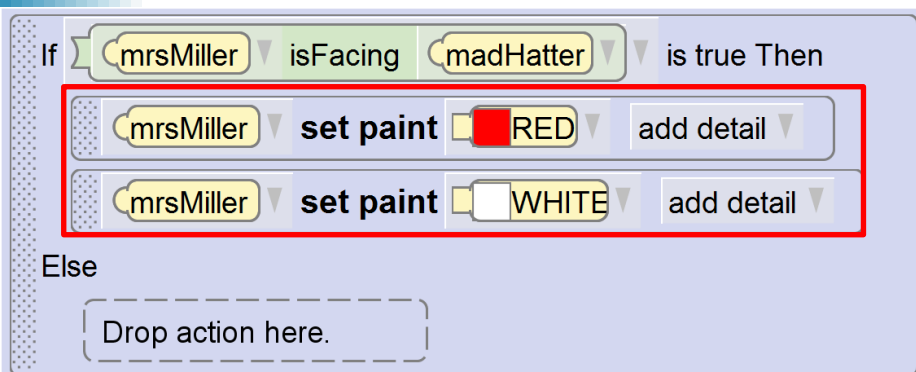 If mrsMiller isFacing madHatter is true Then
mrsMiller set paint RED add detail
mrsMiller set paint WHITE add detail
Else
Drop action here.